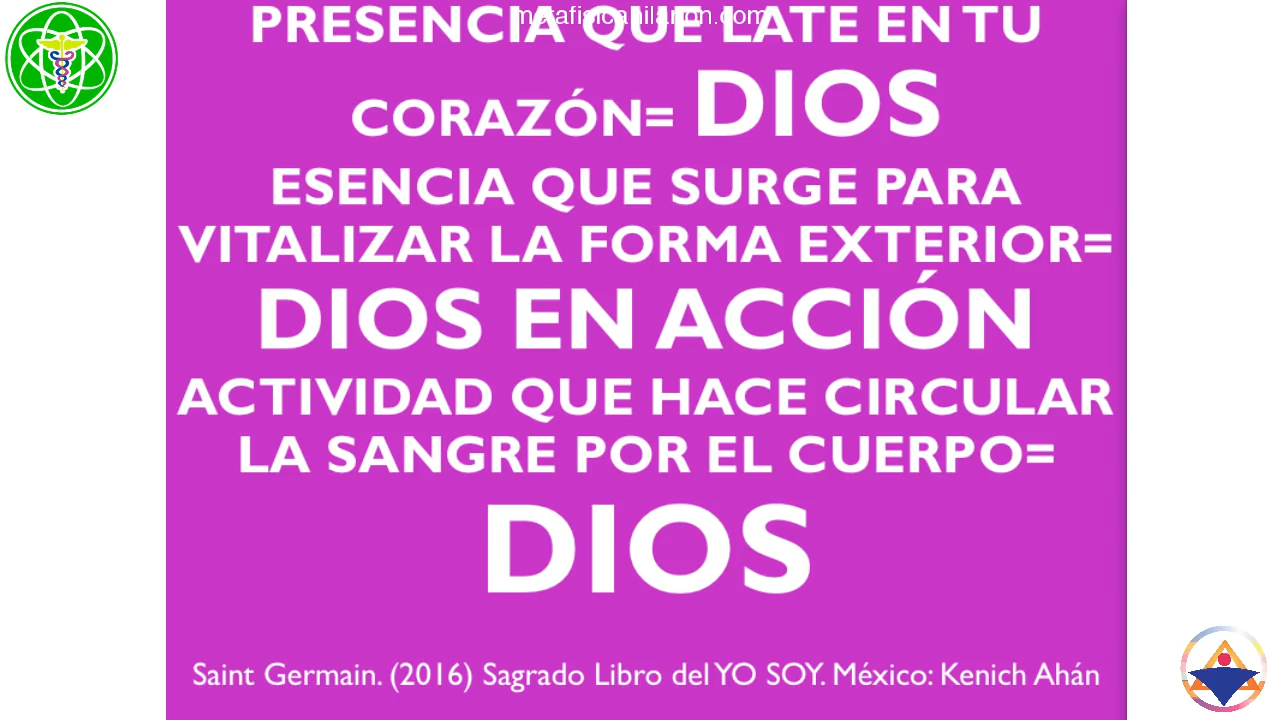 metafisicahilarion.com
PRESENCIA QUE LATE EN TU
CORAZÓN= DIOS
ESENCIA QUE SURGE PARA
VITALIZAR LA FORMA EXTERIOR=
DIOS EN ACCIÓN
ACTIVIDAD QUE HACE CIRCULAR
LA SANGRE POR EL CUERPO=
DIOS
Saint Germain. (2016) Sagrado Libro del YO SOY. México: Kenich Ahán